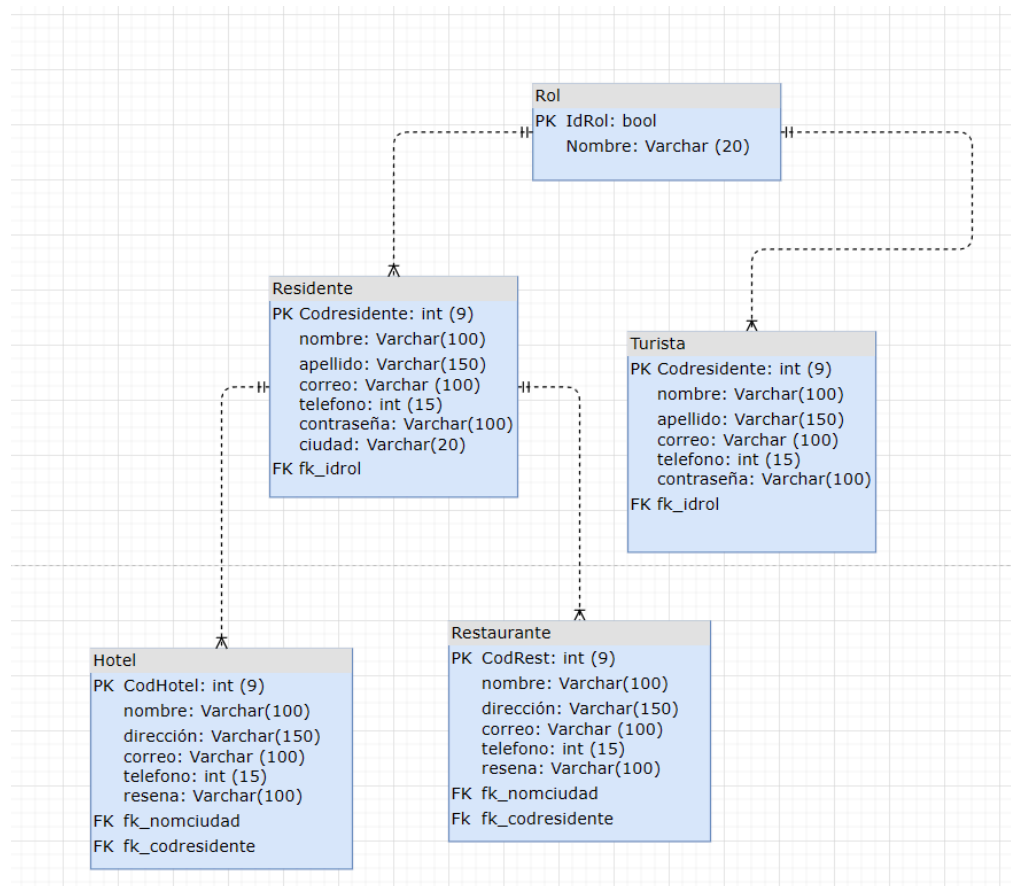 Rol
PK IdRol: bool
Nombre: Varchar (20)
Residente
PK Codresidente: int (9)
nombre: Varchar(100)
apellido: Varchar(150)
correo: Varchar (100)
telefono: int (15)
contraseña: Varchar(100)
ciudad: Varchar(20)
FK fk_idrol
Turista
PK Codresidente: int (9)
nombre: Varchar(100)
apellido: Varchar(150)
correo: Varchar (100)
telefono: int (15)
contraseña: Varchar(100)
FK fk_idrol
Hotel
PK CodHotel: int (9)
nombre: Varchar(100)
dirección: Varchar(150)
correo: Varchar (100)
telefono: int (15)
resena: Varchar(100)
FK fk_nomciudad
FK fk_codresidente
Restaurante
PK CodRest: int (9)
nombre: Varchar(100)
dirección: Varchar(150)
correo: Varchar (100)
telefono: int (15)
resena: Varchar(100)
FK fk_nomciudad
Fk fk_codresidente